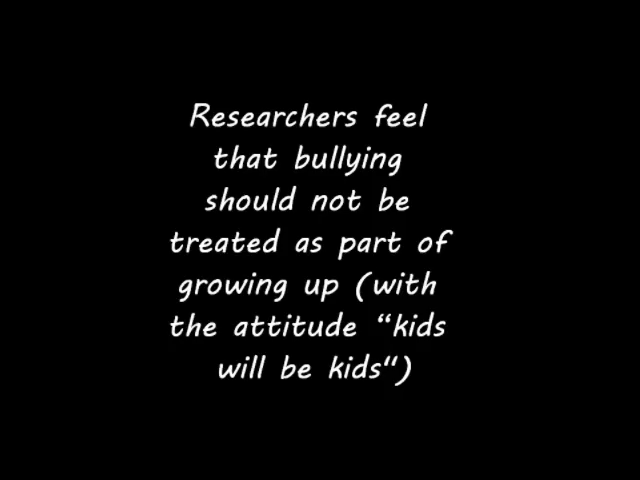 Researchers feel
that bullying
should not be
treated as part of
growing up (with
the attitude “kids
will be kids")